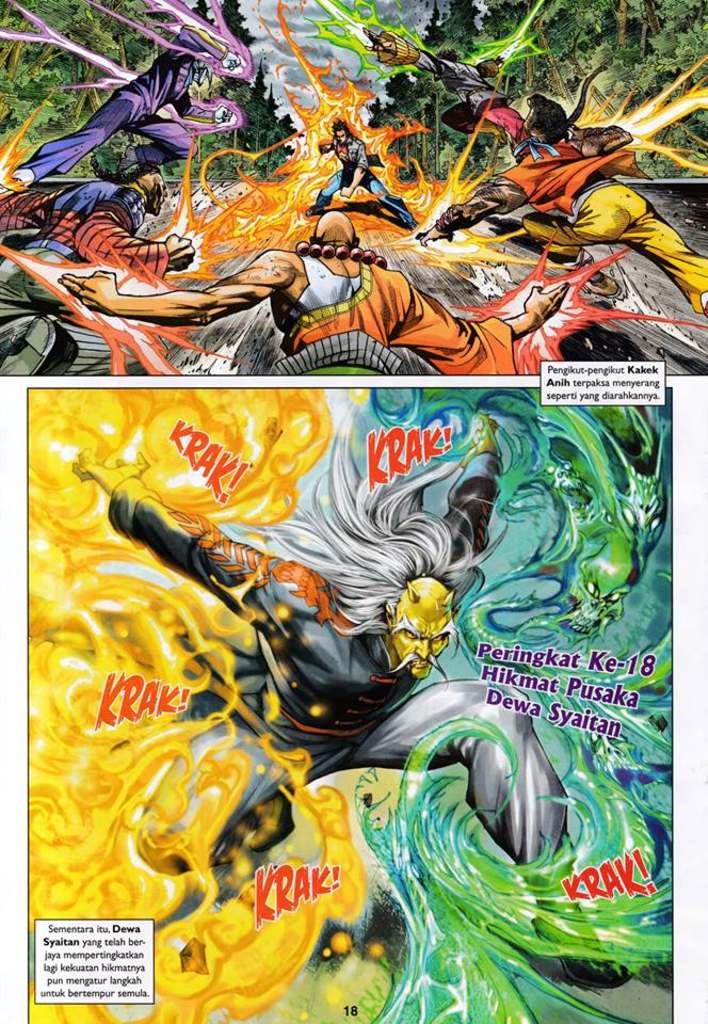 Pengikut-pengikut Kakek
Anih terpaksa menyerang
seperti yang diarahkannya.
KRAK!
KRAK!
Peringkat Ke-18
Hikmat Pusaka
Dewa Syaitan
KRAK!
KRAK!
KRAK!
Sementara itu, Dewa
Syaitan yang telah ber-
jaya mempertingkatkan
lagi kekuatan hikmatnya
pun mengatur langkah
untuk bertempur semula.
18